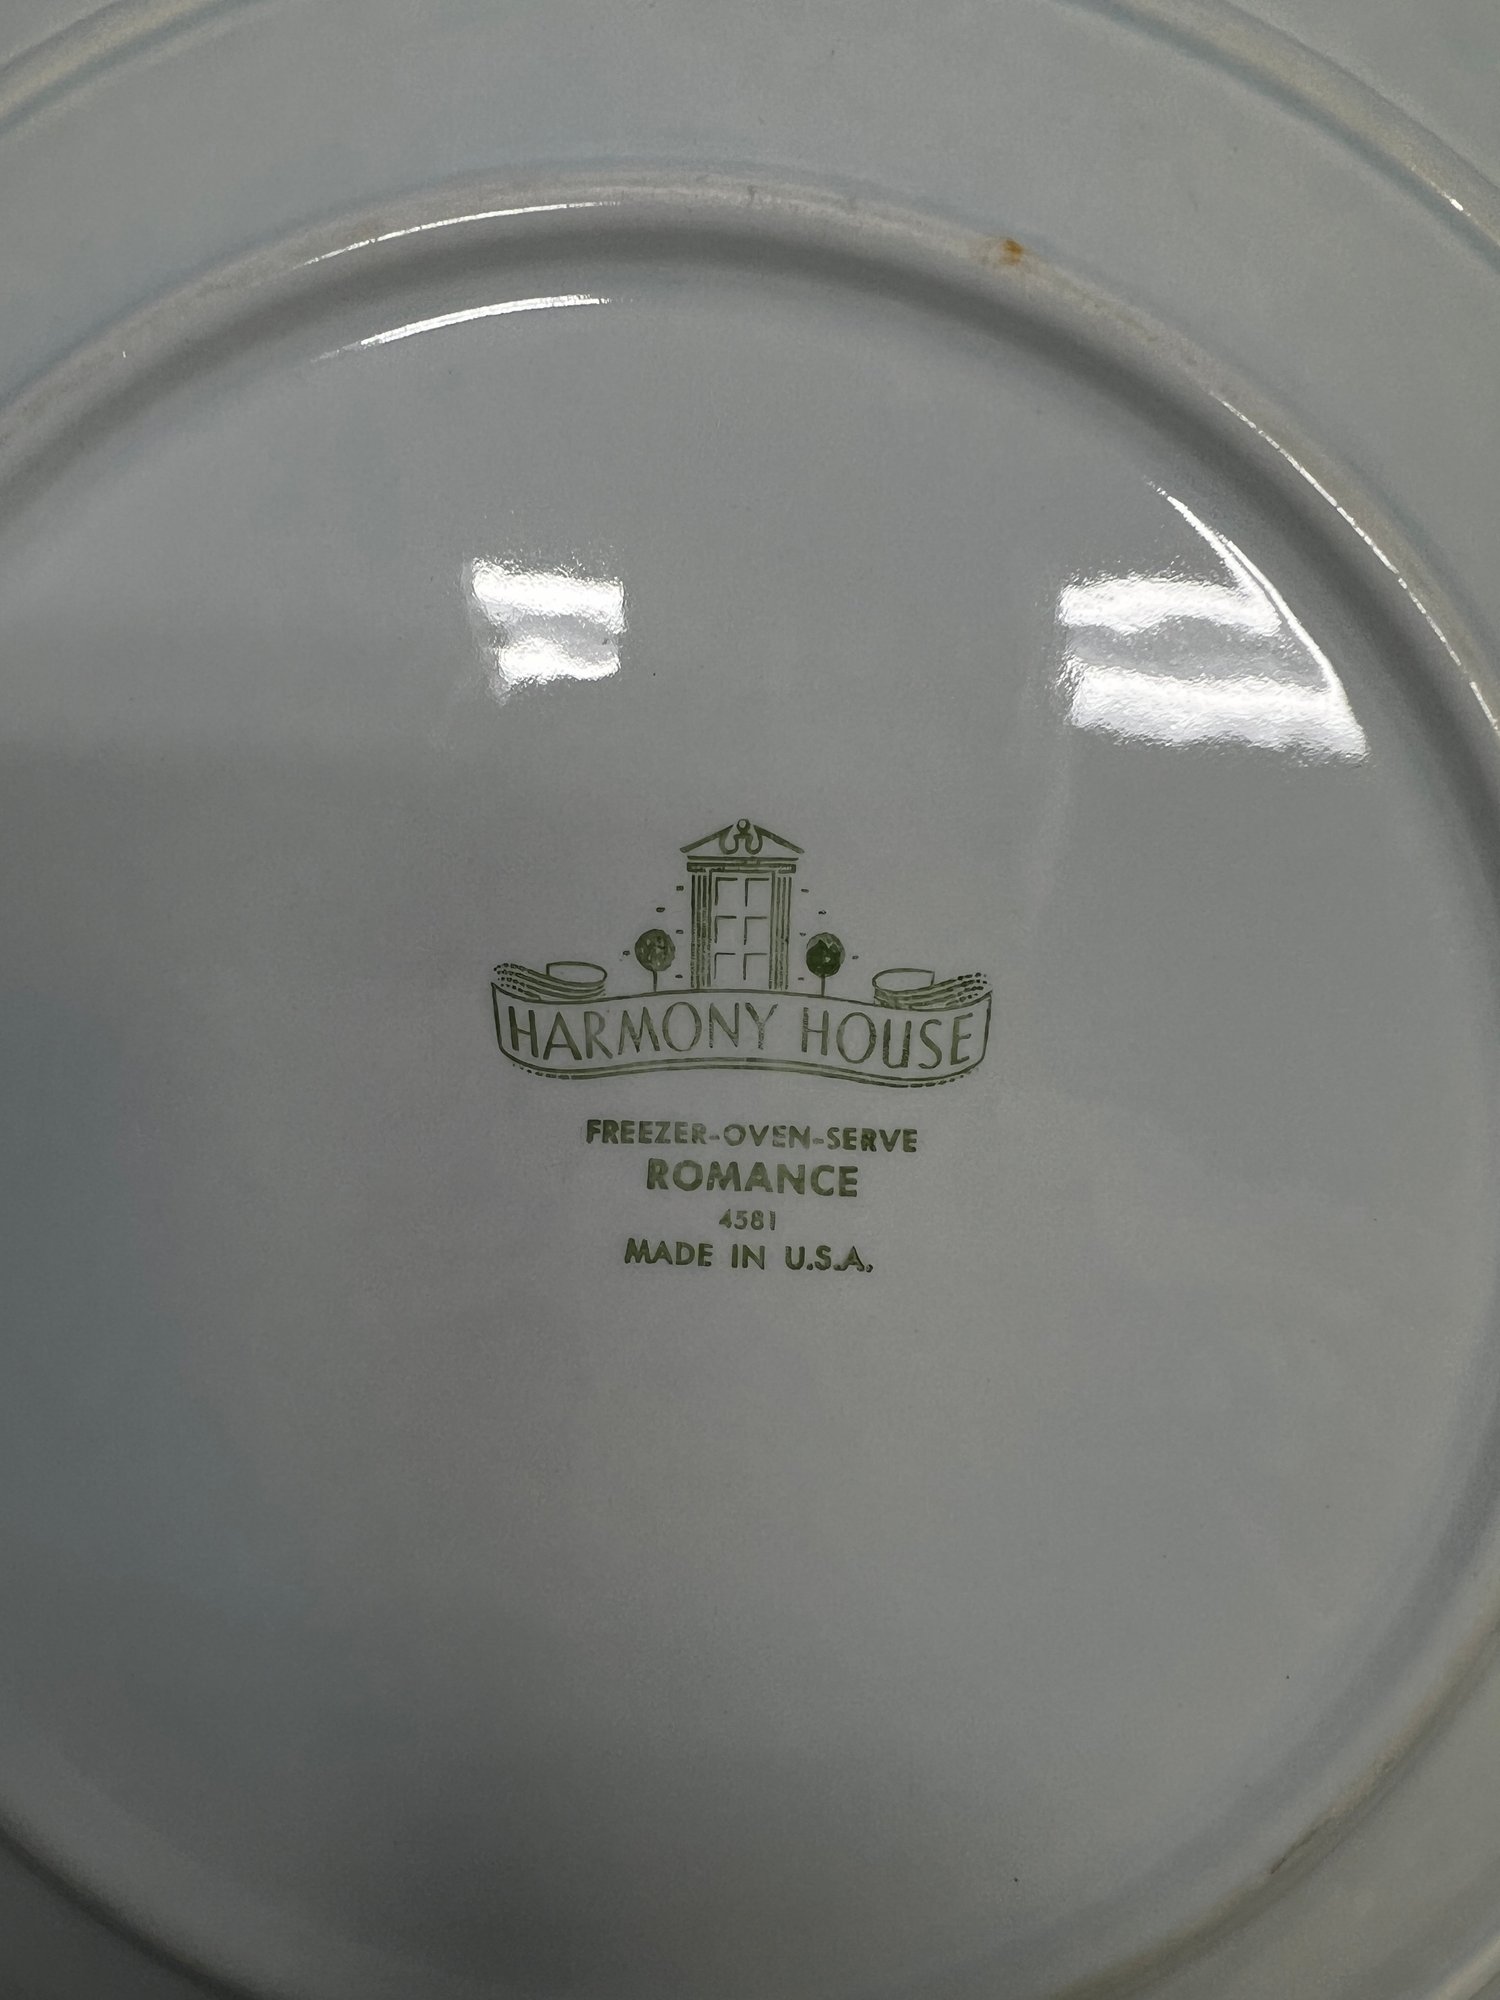 HARMONY HOUSE
FREEZER-OVEN-SERVE
ROMANCE
4581
MADE IN U.S.A.